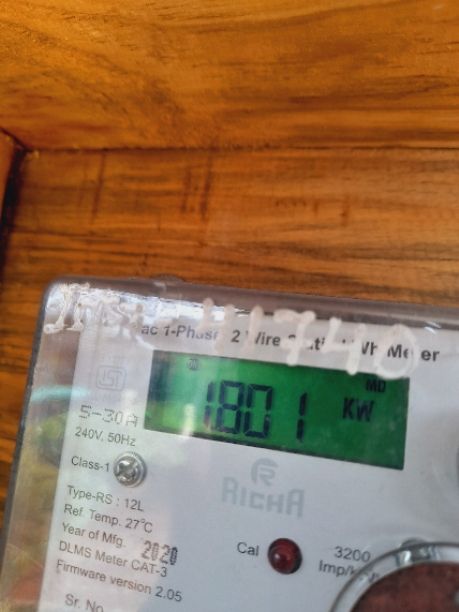 ac 1-Phase 2 Wire Static Wh Meter
MD
1801 KW
5-30A
240V, 50Hz
Class-1
RICHA
Type-RS : 12L
Ref. Temp. 27°C
Year of Mfg. 2020
DLMS Meter CAT-3
Firmware version 2.05
Cal
3200
Sr. No.